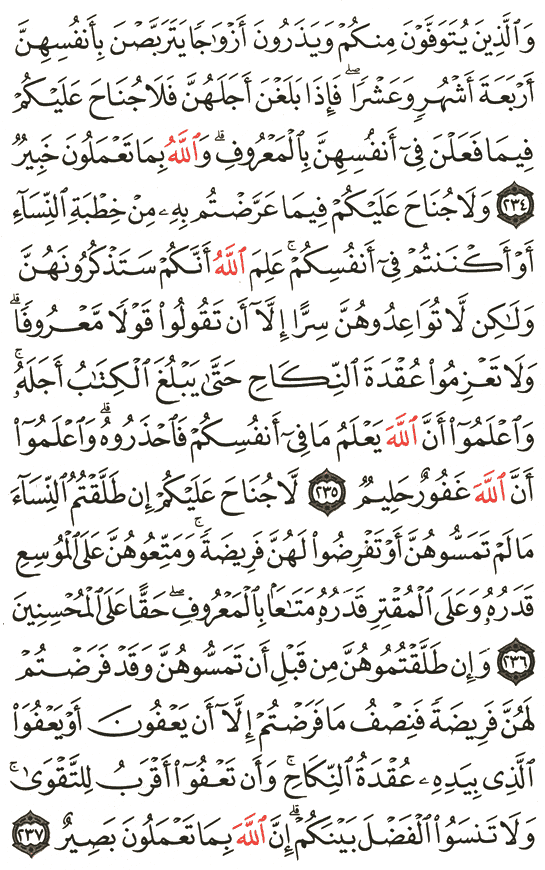 وَٱلَّذِينَ يُتَوَفَّوْنَ مِنكُمْ وَيَذَرُونَ أَزْوَٰجًا يَتَرَبَّصْنَ بِأَنفُسِهِنَّ
أَرْبَعَةَ أَشْهُرٍ وَعَشْرًا ۖ فَإِذَا بَلَغْنَ أَجَلَهُنَّ فَلَا جُنَاحَ عَلَيْكُمْ
فِيمَا فَعَلْنَ فِىٓ أَنفُسِهِنَّ بِٱلْمَعْرُوفِ ۗ وَٱللَّهُ بِمَا تَعْمَلُونَ خَبِيرٌ
٢٣٤ وَلَا جُنَاحَ عَلَيْكُمْ فِيمَا عَرَّضْتُم بِهِۦ مِنْ خِطْبَةِ ٱلنِّسَآءِ
أَوْ أَكْنَنتُمْ فِىٓ أَنفُسِكُمْ ۚ عَلِمَ ٱللَّهُ أَنَّكُمْ سَتَذْكُرُونَهُنَّ
وَلَٰكِن لَّا تُوَاعِدُوهُنَّ سِرًّا إِلَّآ أَن تَقُولُوا۟ قَوْلًا مَّعْرُوفًا ۚ
وَلَا تَعْزِمُوا۟ عُقْدَةَ ٱلنِّكَاحِ حَتَّىٰ يَبْلُغَ ٱلْكِتَٰبُ أَجَلَهُۥ ۚ
وَٱعْلَمُوٓا۟ أَنَّ ٱللَّهَ يَعْلَمُ مَا فِىٓ أَنفُسِكُمْ فَٱحْذَرُوهُ ۚ وَٱعْلَمُوٓا۟
أَنَّ ٱللَّهَ غَفُورٌ حَلِيمٌ ٢٣٥ لَّا جُنَاحَ عَلَيْكُمْ إِن طَلَّقْتُمُ ٱلنِّسَآءَ
مَا لَمْ تَمَسُّوهُنَّ أَوْ تَفْرِضُوا۟ لَهُنَّ فَرِيضَةً ۚ وَمَتِّعُوهُنَّ عَلَى ٱلْمُوسِعِ
قَدَرُهُۥ وَعَلَى ٱلْمُقْتِرِ قَدَرُهُۥ مَتَٰعًۢا بِٱلْمَعْرُوفِ ۖ حَقًّا عَلَى ٱلْمُحْسِنِينَ
٢٣٦ وَإِن طَلَّقْتُمُوهُنَّ مِن قَبْلِ أَن تَمَسُّوهُنَّ وَقَدْ فَرَضْتُمْ
لَهُنَّ فَرِيضَةً فَنِصْفُ مَا فَرَضْتُمْ إِلَّآ أَن يَعْفُونَ أَوْ يَعْفُوَا۟
ٱلَّذِى بِيَدِهِۦ عُقْدَةُ ٱلنِّكَاحِ ۚ وَأَن تَعْفُوٓا۟ أَقْرَبُ لِلتَّقْوَىٰ ۚ
وَلَا تَنسَوُا۟ ٱلْفَضْلَ بَيْنَكُمْ ۚ إِنَّ ٱللَّهَ بِمَا تَعْمَلُونَ بَصِيرٌ ٢٣٧